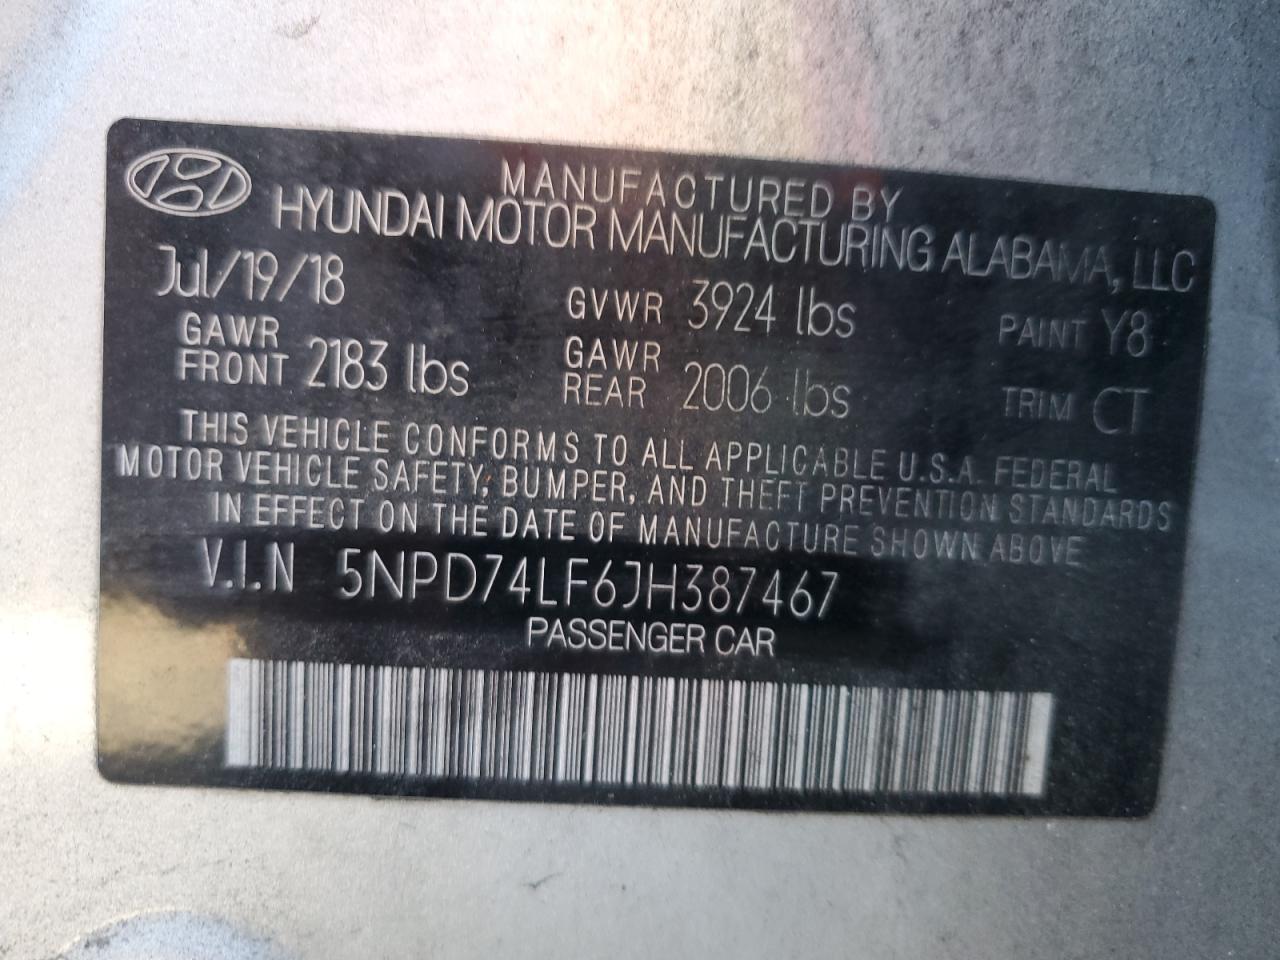 MANUFACTURED BY
HYUNDAI MOTOR MANUFACTURING ALABAMA, LLC
Jul/19/18 GVWR 3924 lbs PAINT Y8
GAWR FRONT 2183 lbs GAWR REAR 2006 lbs TRIM CT
THIS VEHICLE CONFORMS TO ALL APPLICABLE U.S.A. FEDERAL
MOTOR VEHICLE SAFETY, BUMPER, AND THEFT PREVENTION STANDARDS
IN EFFECT ON THE DATE OF MANUFACTURE SHOWN ABOVE
V.I.N 5NPD74LF6JH387467
PASSENGER CAR